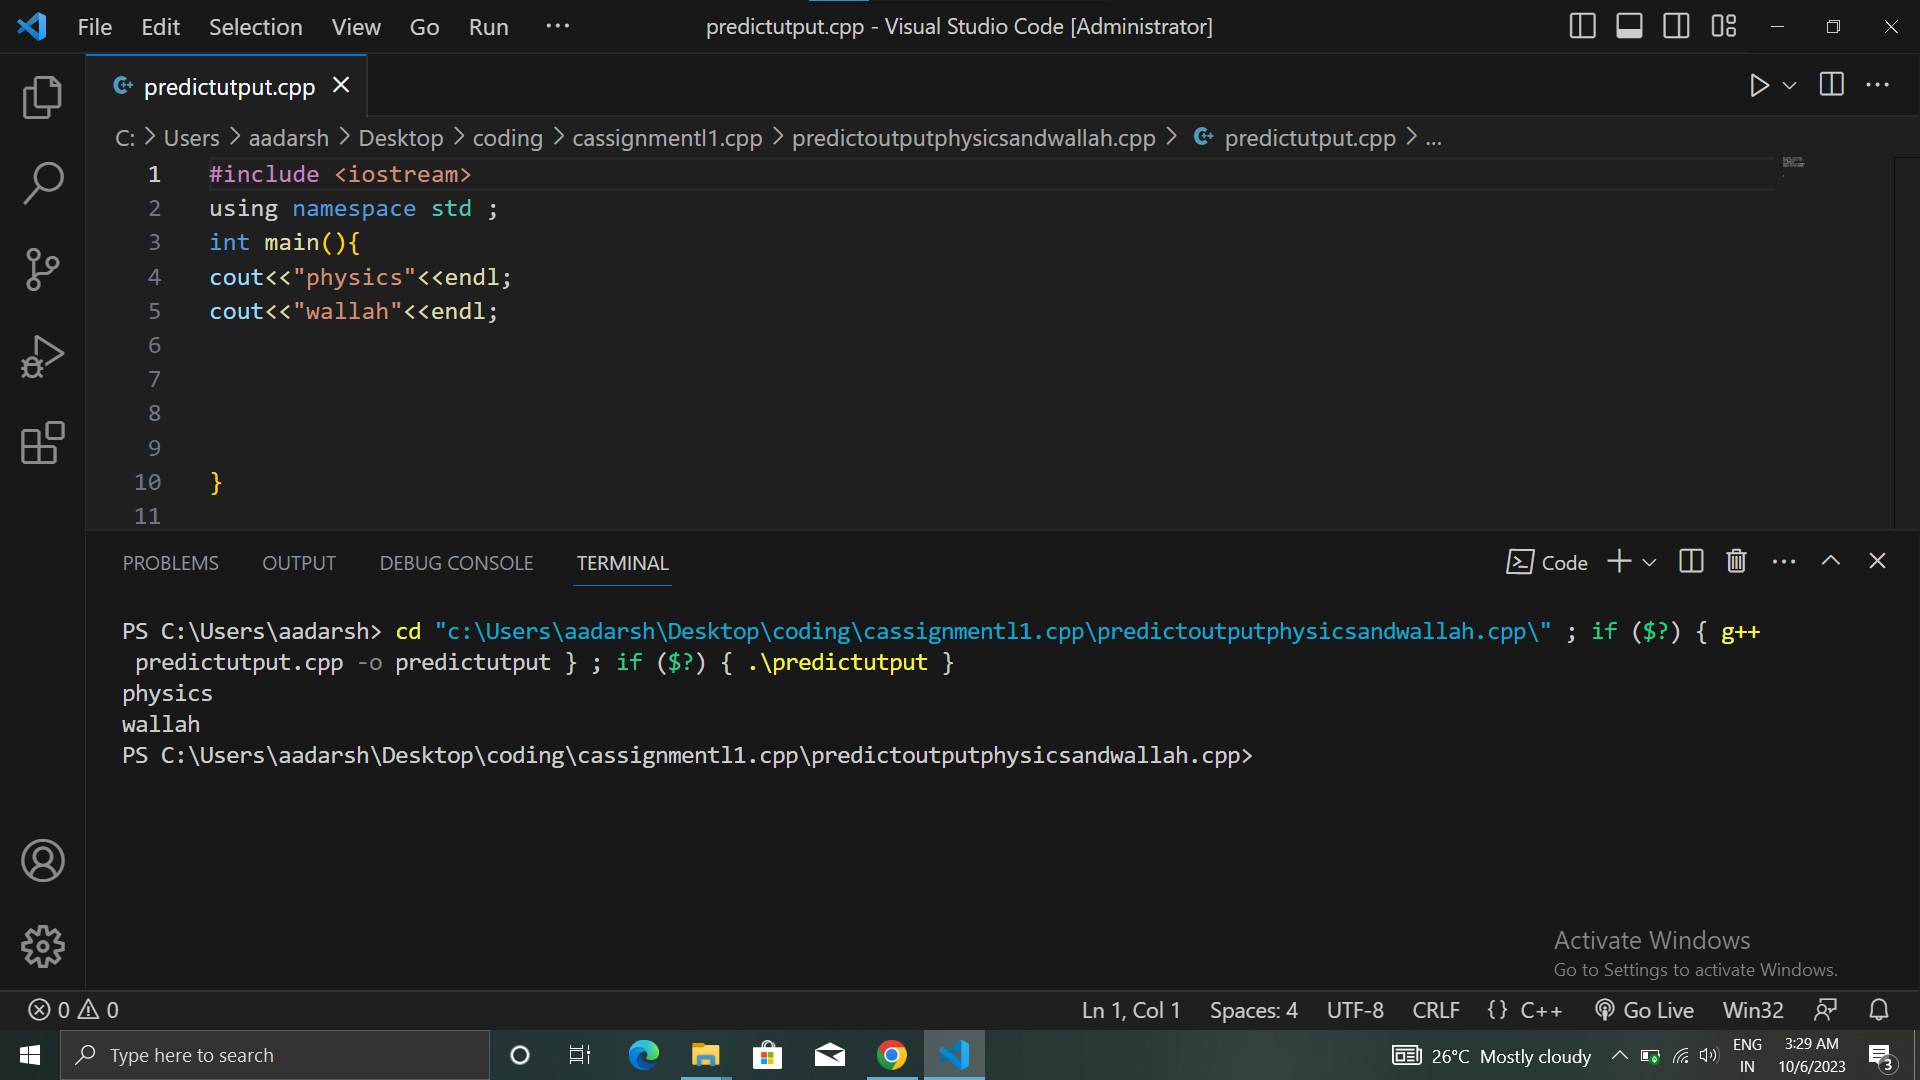 File Edit Selection View Go Run ··· predictutput.cpp - Visual Studio Code [Administrator]
predictutput.cpp
C: > Users > aadarsh > Desktop > coding > cassignmentl1.cpp > predictoutputphysicsandwallah.cpp > predictutput.cpp > ...
1 #include <iostream>
2 using namespace std ;
3 int main(){
4 cout<<"physics"<<endl;
5 cout<<"wallah"<<endl;
6
7
8
9
10 }
11
PROBLEMS OUTPUT DEBUG CONSOLE TERMINAL Code
PS C:\Users\aadarsh> cd "c:\Users\aadarsh\Desktop\coding\cassignmentl1.cpp\predictoutputphysicsandwallah.cpp\" ; if ($?) { g++
predictutput.cpp -o predictutput } ; if ($?) { .\predictutput }
physics
wallah
PS C:\Users\aadarsh\Desktop\coding\cassignmentl1.cpp\predictoutputphysicsandwallah.cpp>
Activate Windows
Go to Settings to activate Windows.
0 0 Ln 1, Col 1 Spaces: 4 UTF-8 CRLF {} C++ Go Live Win32
Type here to search 26°C Mostly cloudy ENG IN 3:29 AM 10/6/2023 3